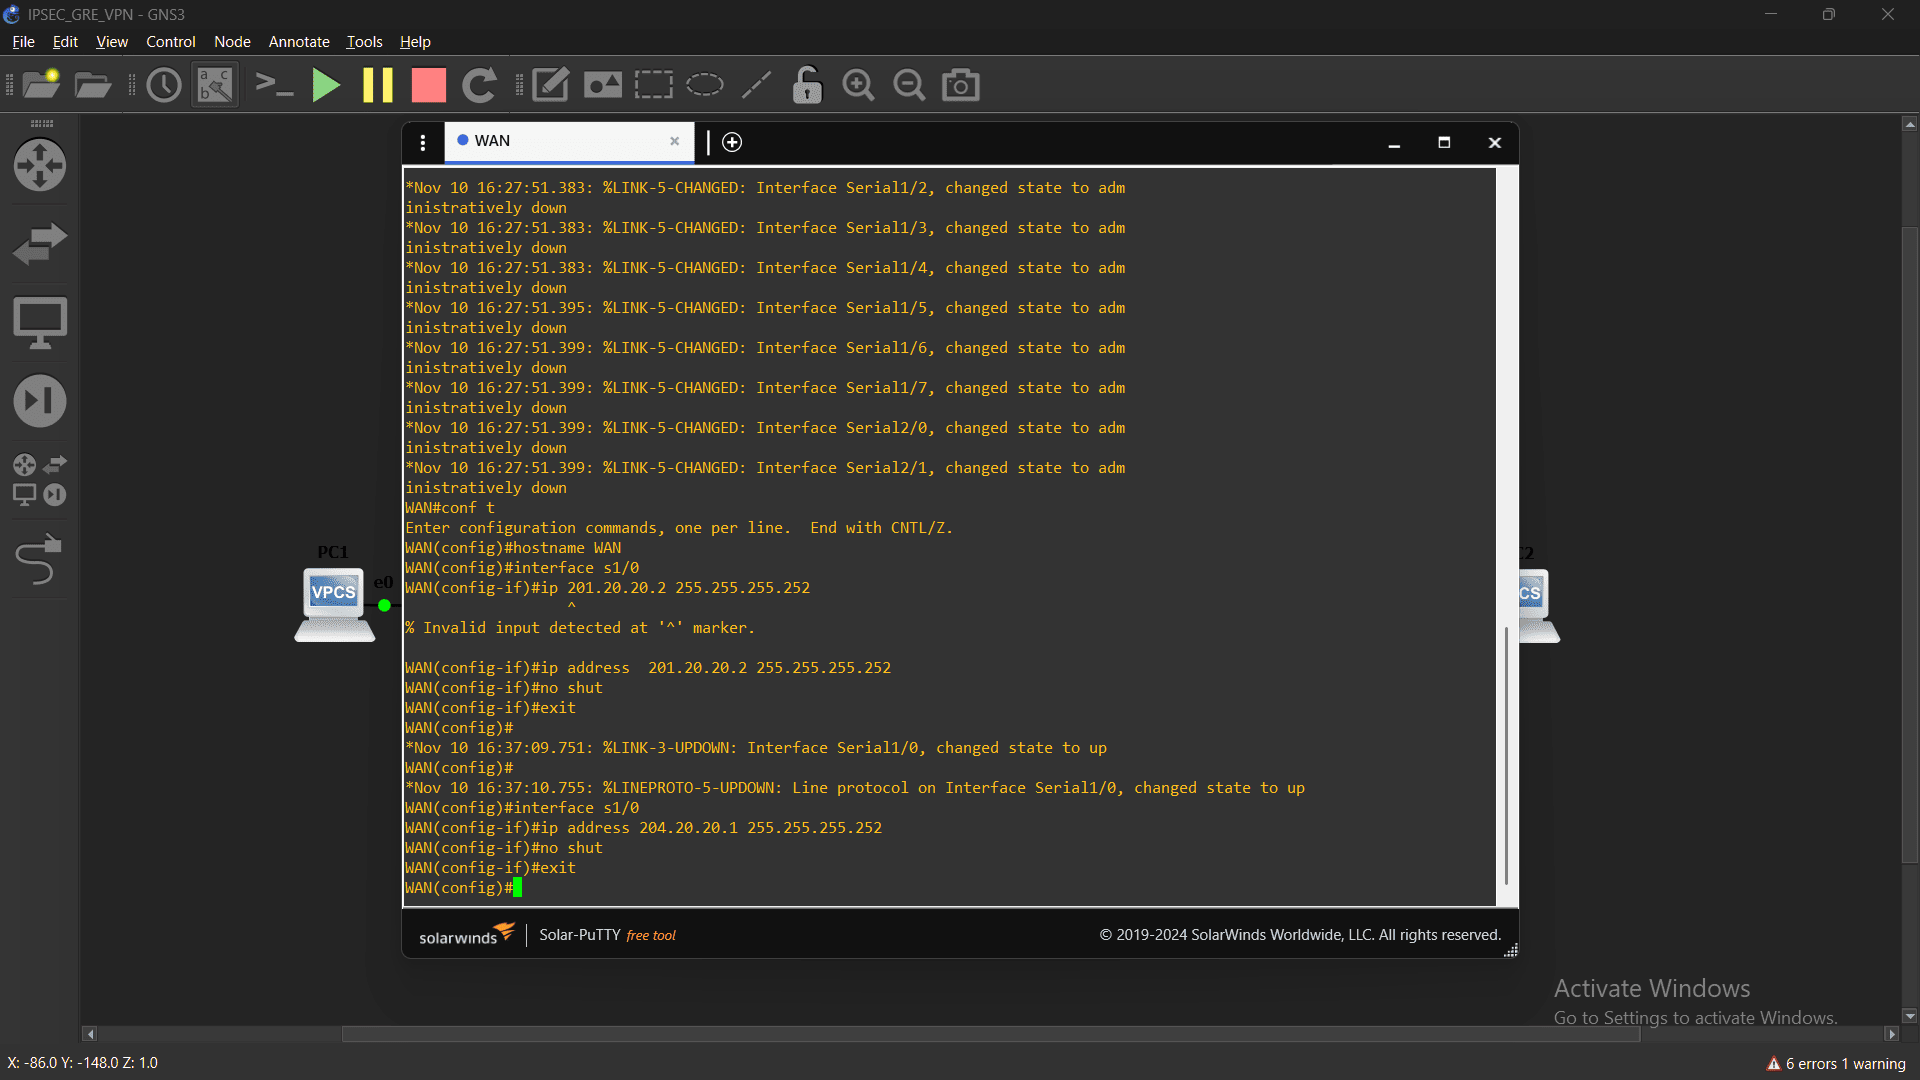 IPSEC_GRE_VPN - GNS3
File Edit View Control Node Annotate Tools Help
WAN
*Nov 10 16:27:51.383: %LINK-5-CHANGED: Interface Serial1/2, changed state to adm
inistratively down
*Nov 10 16:27:51.383: %LINK-5-CHANGED: Interface Serial1/3, changed state to adm
inistratively down
*Nov 10 16:27:51.383: %LINK-5-CHANGED: Interface Serial1/4, changed state to adm
inistratively down
*Nov 10 16:27:51.395: %LINK-5-CHANGED: Interface Serial1/5, changed state to adm
inistratively down
*Nov 10 16:27:51.399: %LINK-5-CHANGED: Interface Serial1/6, changed state to adm
inistratively down
*Nov 10 16:27:51.399: %LINK-5-CHANGED: Interface Serial1/7, changed state to adm
inistratively down
*Nov 10 16:27:51.399: %LINK-5-CHANGED: Interface Serial2/0, changed state to adm
inistratively down
*Nov 10 16:27:51.399: %LINK-5-CHANGED: Interface Serial2/1, changed state to adm
inistratively down
WAN#conf t
Enter configuration commands, one per line.  End with CNTL/Z.
WAN(config)#hostname WAN
WAN(config)#interface s1/0
WAN(config-if)#ip 201.20.20.2 255.255.255.252
^
% Invalid input detected at '^' marker.
WAN(config-if)#ip address  201.20.20.2 255.255.255.252
WAN(config-if)#no shut
WAN(config-if)#exit
WAN(config)#
*Nov 10 16:37:09.751: %LINK-3-UPDOWN: Interface Serial1/0, changed state to up
WAN(config)#
*Nov 10 16:37:10.755: %LINEPROTO-5-UPDOWN: Line protocol on Interface Serial1/0, changed state to up
WAN(config)#interface s1/0
WAN(config-if)#ip address 204.20.20.1 255.255.255.252
WAN(config-if)#no shut
WAN(config-if)#exit
WAN(config)#
PC1
VPCS
e0
C2
CS
solarwinds Solar-PuTTY free tool
© 2019-2024 SolarWinds Worldwide, LLC. All rights reserved.
Activate Windows
Go to Settings to activate Windows.
X: -86.0 Y: -148.0 Z: 1.0
6 errors 1 warning